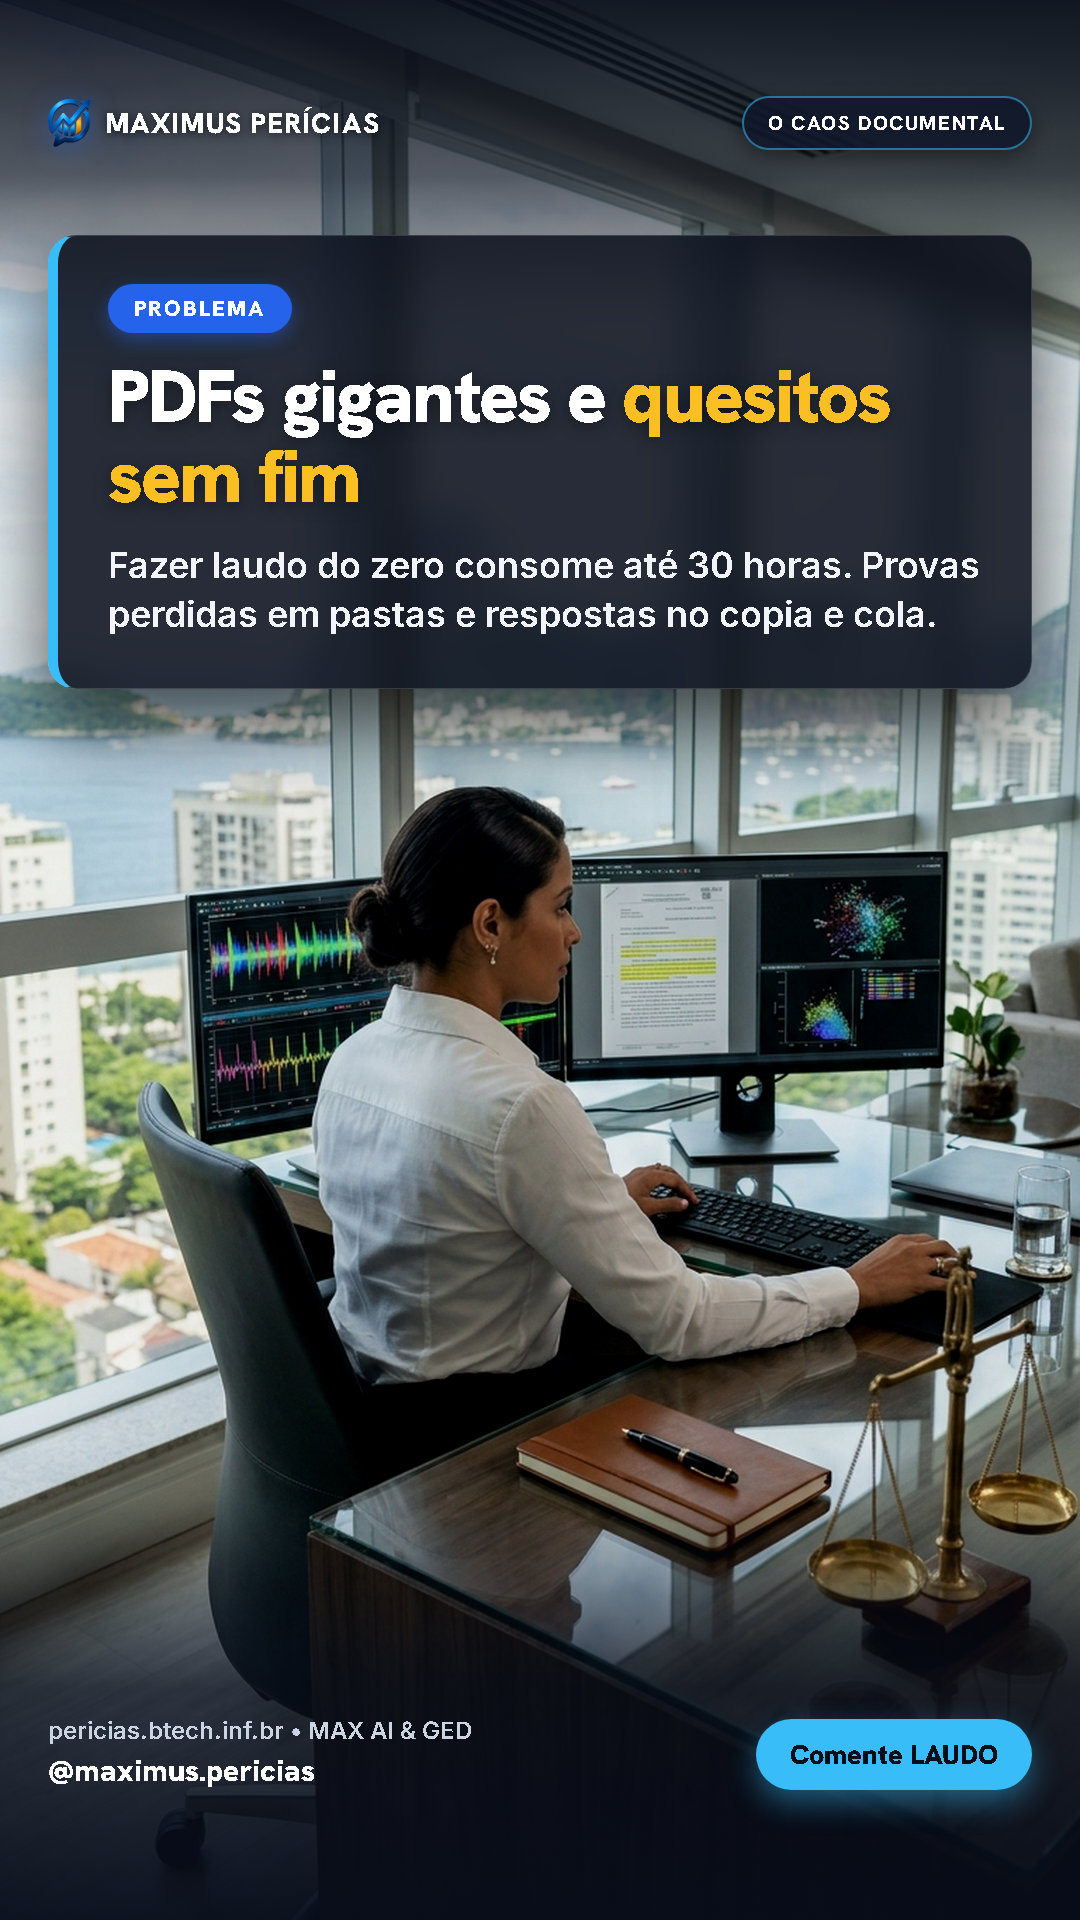 MAXIMUS PERÍCIAS
O CAOS DOCUMENTAL
PROBLEMA
PDFs gigantes e quesitos
sem fim
Fazer laudo do zero consome até 30 horas. Provas
perdidas em pastas e respostas no copia e cola.
pericias.btech.inf.br • MAX AI & GED
@maximus.pericias
Comente LAUDO